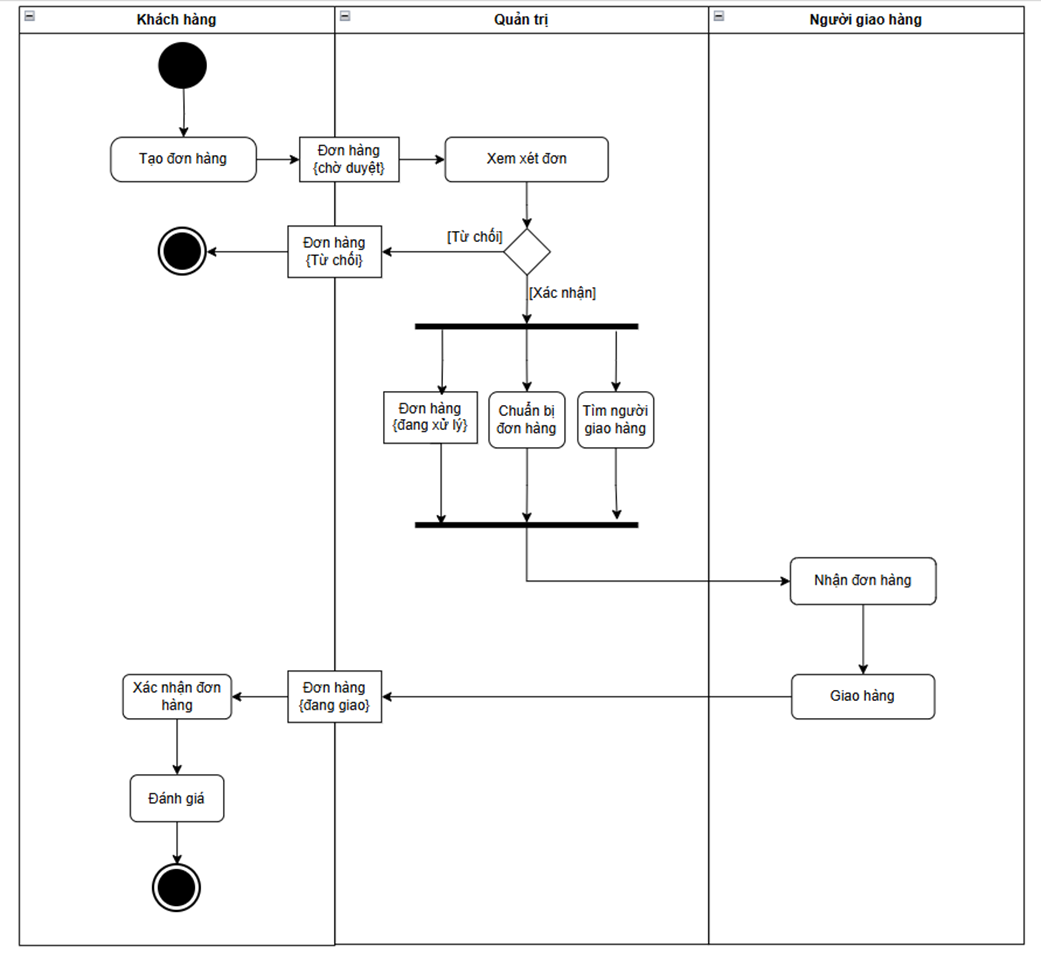 Khách hàng
Quản trị
Người giao hàng
Tạo đơn hàng
Đơn hàng
{chờ duyệt}
Xem xét đơn
[Từ chối]
Đơn hàng
{Từ chối}
[Xác nhận]
Đơn hàng
{đang xử lý}
Chuẩn bị
đơn hàng
Tìm người
giao hàng
Nhận đơn hàng
Xác nhận đơn
hàng
Đơn hàng
{đang giao}
Giao hàng
Đánh giá